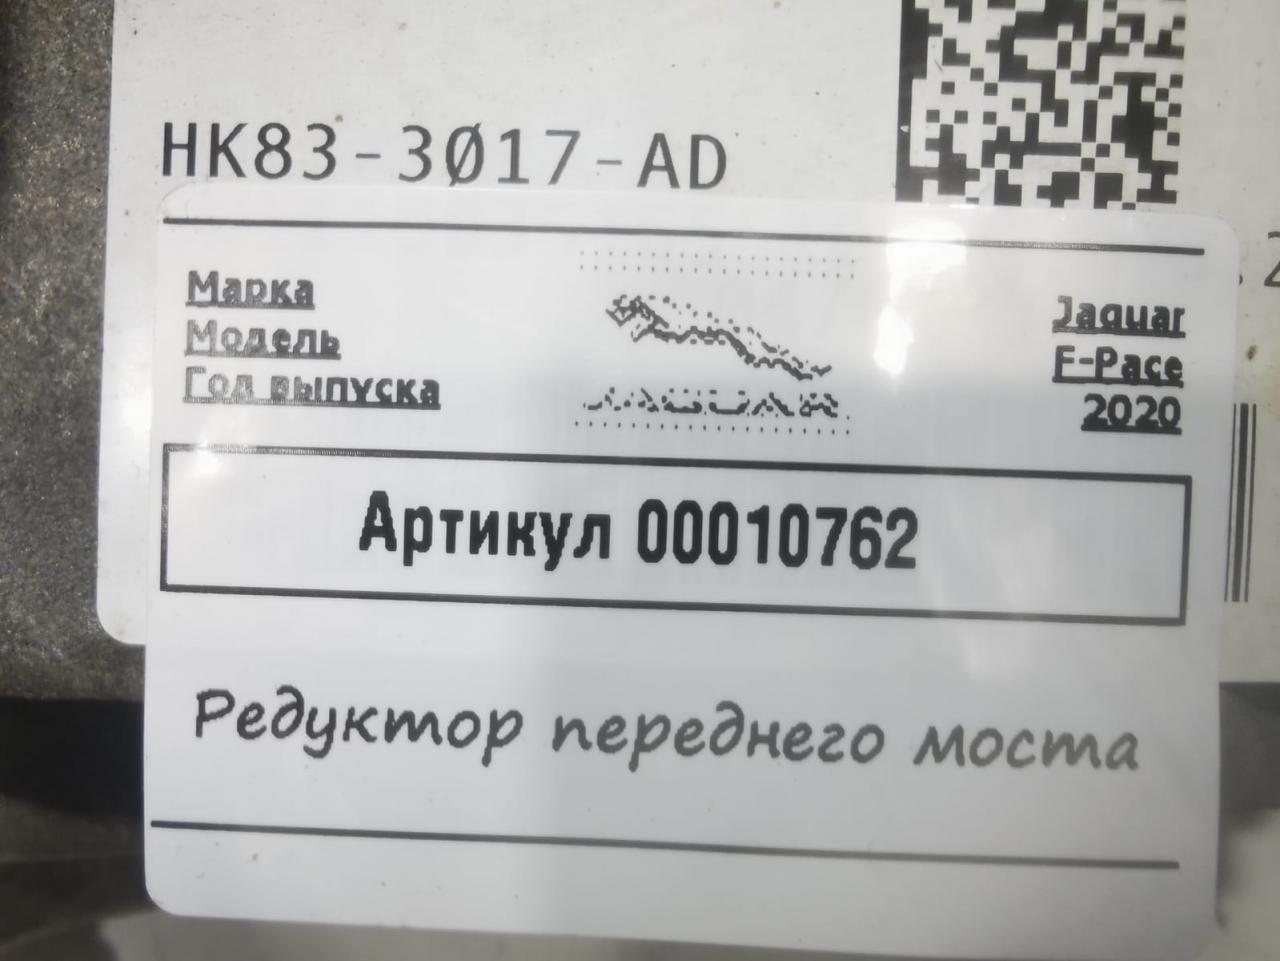 HK83-3Ø17-AD
Марка
Jaguar
Модель
F-Pace
Год выпуска
2020
Артикул 00010762
Редуктор переднего моста